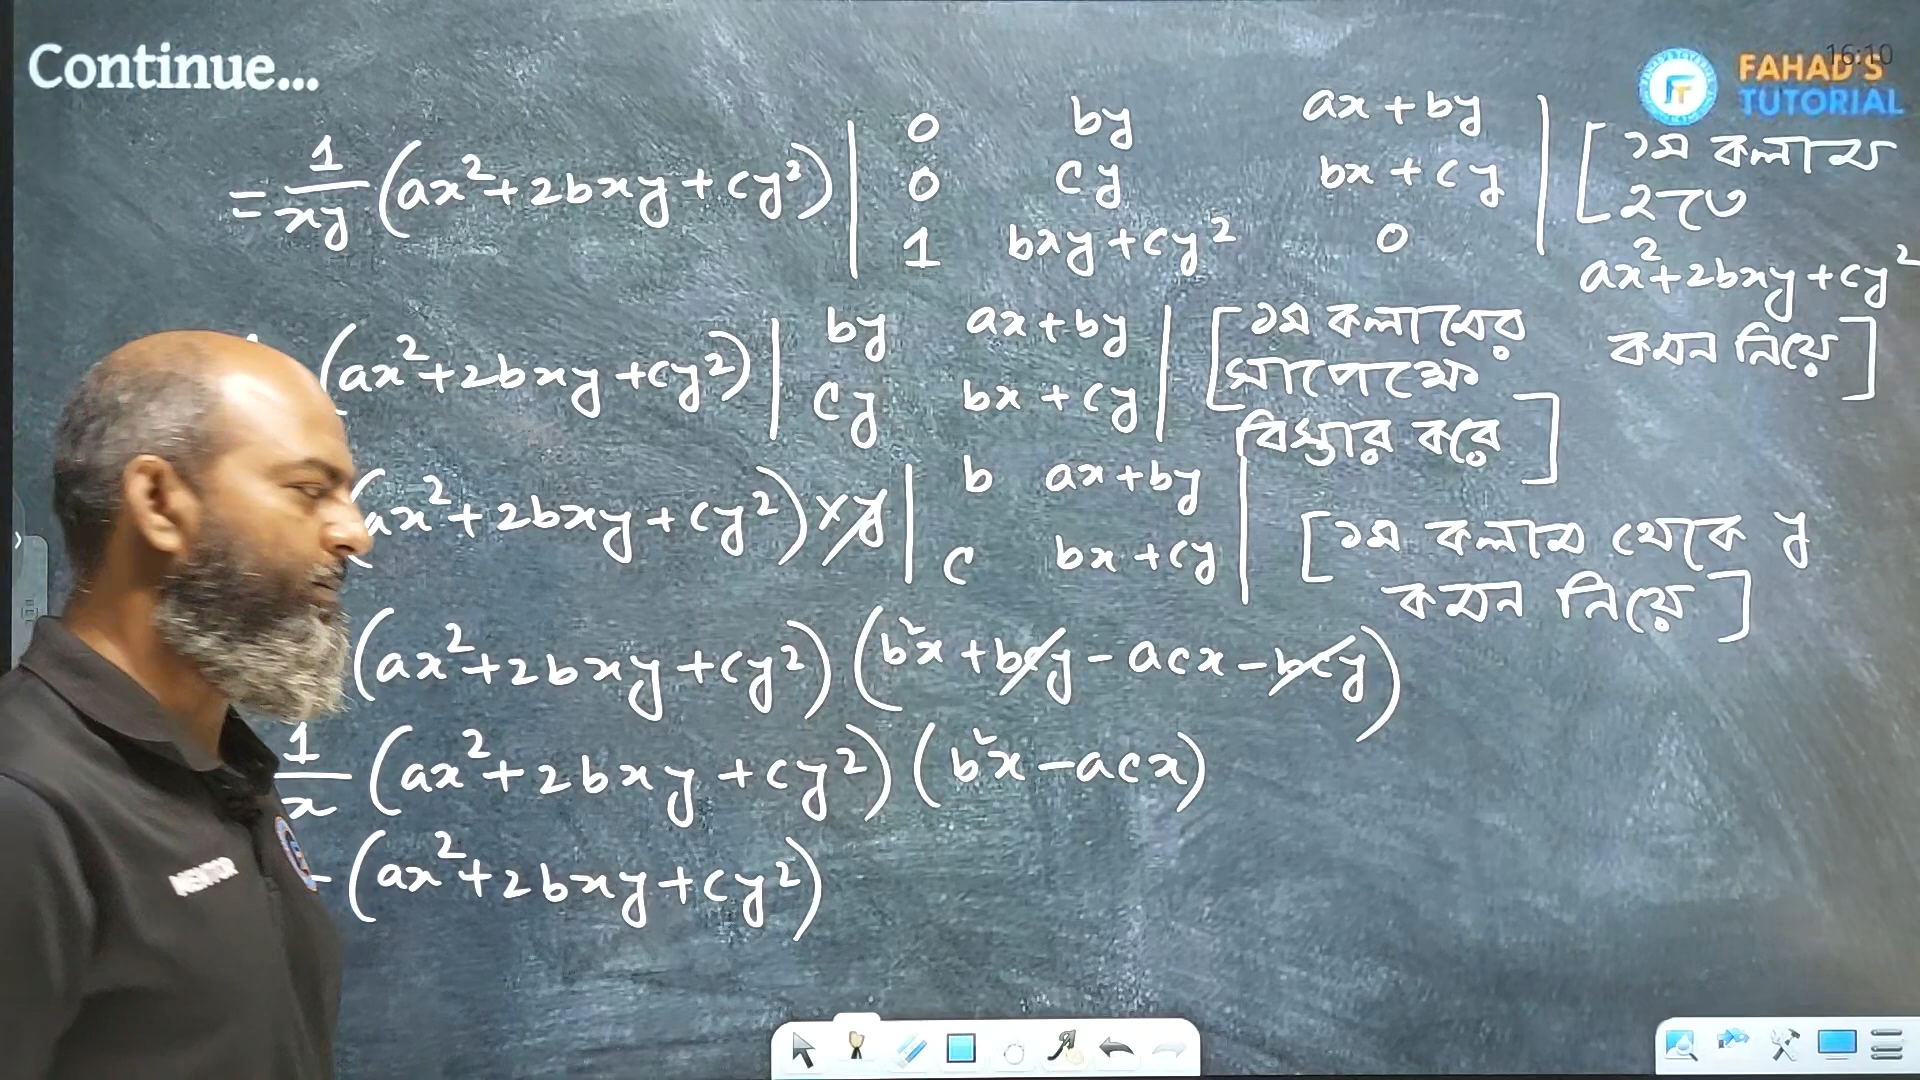 Continue...
16:10
FAHAD'S
TUTORIAL
= 1/xy (ax²+2bxy+cy²) | 0 by ax+by |
| 0 cy bx+cy |
| 1 bxy+cy² 0 |
[১ম কলাম
হতে
ax²+2bxy+cy²
কমন নিয়ে]
(ax²+2bxy+cy²) | by ax+by |
| cy bx+cy |
[১ম কলামের
সাপেক্ষে
বিস্তার করে]
(ax²+2bxy+cy²)×y | b ax+by |
| c bx+cy |
[১ম কলাম থেকে y
কমন নিয়ে]
(ax²+2bxy+cy²)(b²x+bcy-acx-bcy)
1/x (ax²+2bxy+cy²)(b²x-acx)
(ax²+2bxy+cy²)
MENTOR